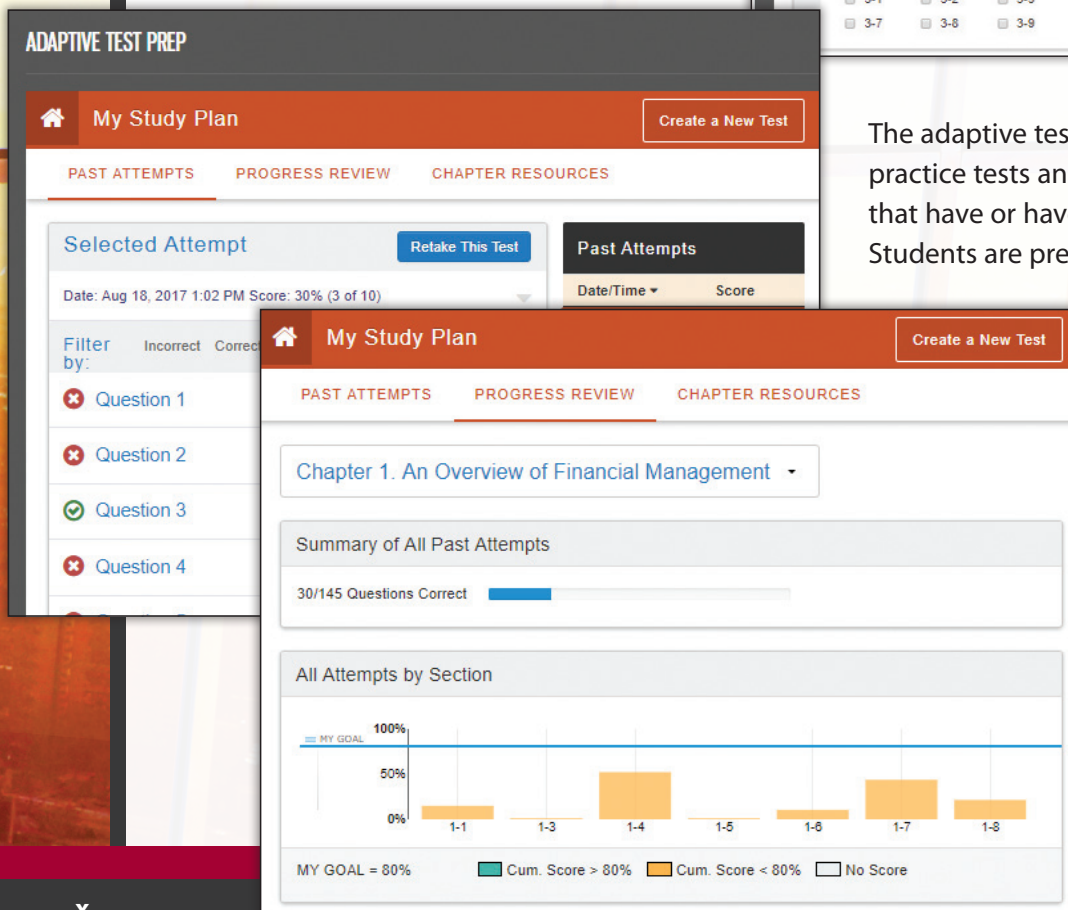 3-7 3-8 3-9
ADAPTIVE TEST PREP
My Study Plan
Create a New Test
PAST ATTEMPTS PROGRESS REVIEW CHAPTER RESOURCES
Selected Attempt
Retake This Test
Date: Aug 18, 2017 1:02 PM Score: 30% (3 of 10)
Filter by:
Incorrect Correct
Question 1
Question 2
Question 3
Question 4
Past Attempts
Date/Time Score
The adaptive tes
practice tests an
that have or hav
Students are pre
My Study Plan
Create a New Test
PAST ATTEMPTS PROGRESS REVIEW CHAPTER RESOURCES
Chapter 1. An Overview of Financial Management
Summary of All Past Attempts
30/145 Questions Correct
All Attempts by Section
MY GOAL
100%
50%
0%
1-1 1-3 1-4 1-5 1-6 1-7 1-8
MY GOAL = 80% Cum. Score > 80% Cum. Score < 80% No Score